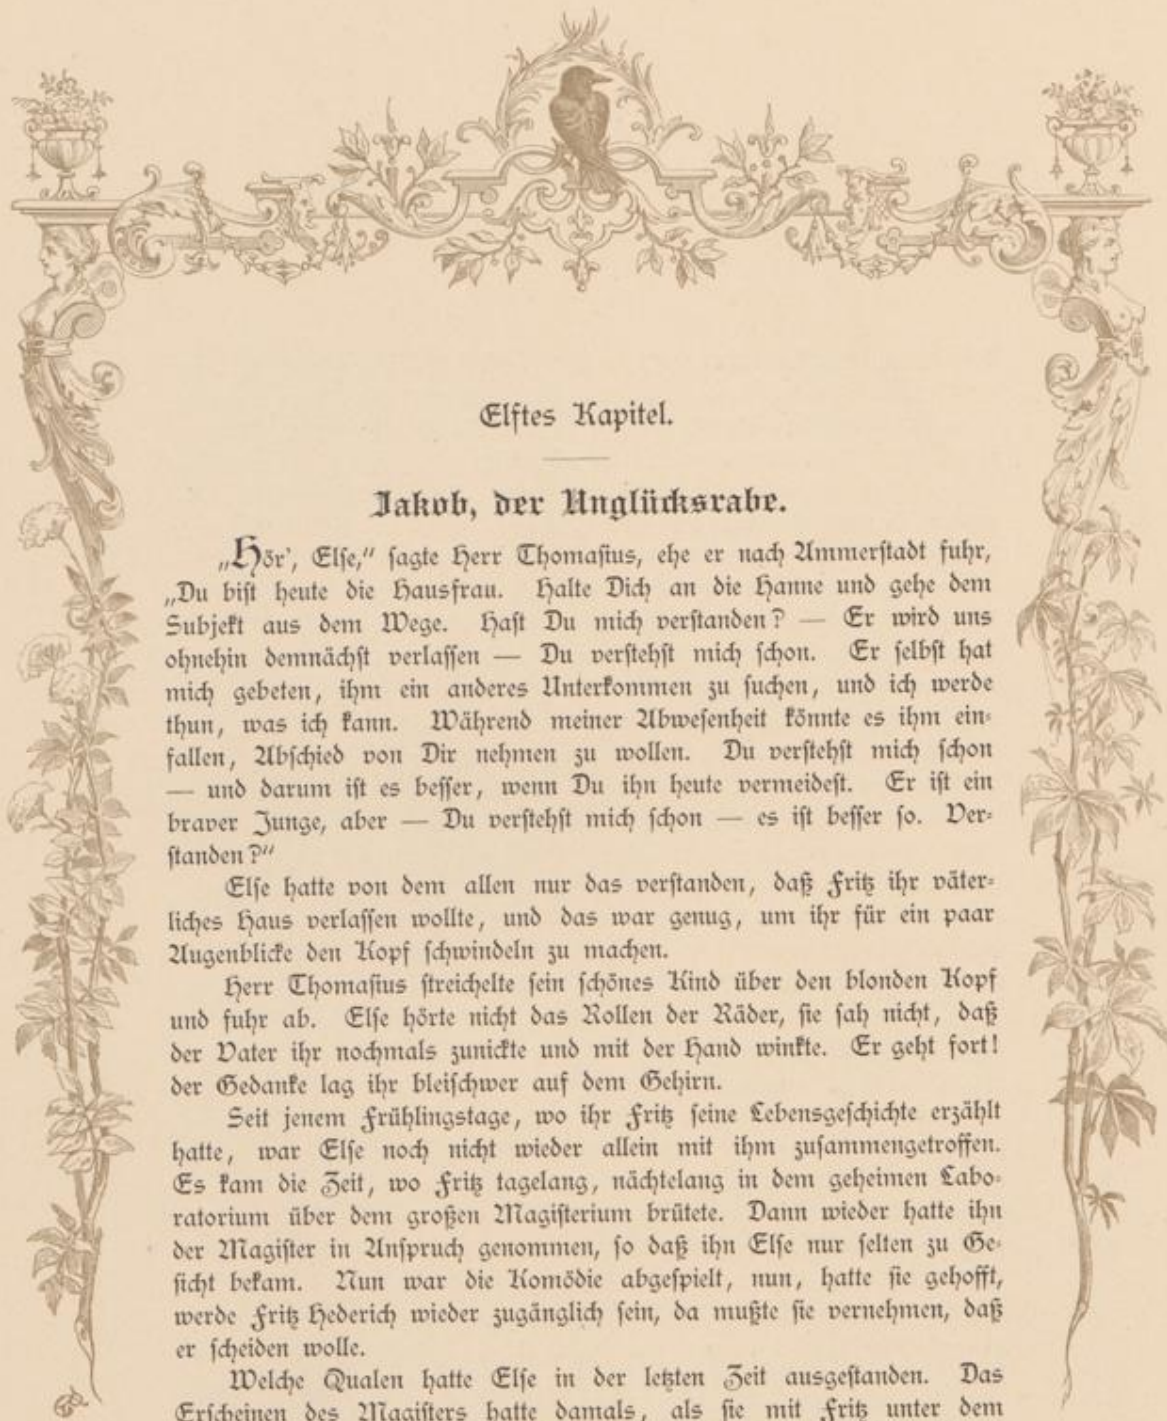 Elftes Kapitel.
Jakob, der Unglücksrabe.
„Hör', Else,“ sagte Herr Thomasius, ehe er nach Ammerstadt fuhr,
„Du bist heute die Hausfrau. Halte Dich an die Hanne und gehe dem
Subjekt aus dem Wege. Hast Du mich verstanden? — Er wird uns
ohnehin demnächst verlassen — Du verstehst mich schon. Er selbst hat
mich gebeten, ihm ein anderes Unterkommen zu suchen, und ich werde
thun, was ich kann. Während meiner Abwesenheit könnte es ihm ein-
fallen, Abschied von Dir nehmen zu wollen. Du verstehst mich schon
— und darum ist es besser, wenn Du ihn heute vermeidest. Er ist ein
braver Junge, aber — Du verstehst mich schon — es ist besser so. Ver-
standen?“
Else hatte von dem allen nur das verstanden, daß Fritz ihr väter-
liches Haus verlassen wollte, und das war genug, um ihr für ein paar
Augenblicke den Kopf schwindeln zu machen.
Herr Thomasius streichelte sein schönes Kind über den blonden Kopf
und fuhr ab. Else hörte nicht das Rollen der Räder, sie sah nicht, daß
der Vater ihr nochmals zunickte und mit der Hand winkte. Er geht fort!
der Gedanke lag ihr bleischwer auf dem Gehirn.
Seit jenem Frühlingstage, wo ihr Fritz seine Lebensgeschichte erzählt
hatte, war Else noch nicht wieder allein mit ihm zusammengetroffen.
Es kam die Zeit, wo Fritz tagelang, nächtelang in dem geheimen Labo-
ratorium über dem großen Magisterium brütete. Dann wieder hatte ihn
der Magister in Anspruch genommen, so daß ihn Else nur selten zu Ge-
sicht bekam. Nun war die Komödie abgespielt, nun, hatte sie gehofft,
werde Fritz Hederich wieder zugänglich sein, da mußte sie vernehmen, daß
er scheiden wolle.
Welche Qualen hatte Else in der letzten Zeit ausgestanden. Das
Erscheinen des Magisters hatte damals, als sie mit Fritz unter dem